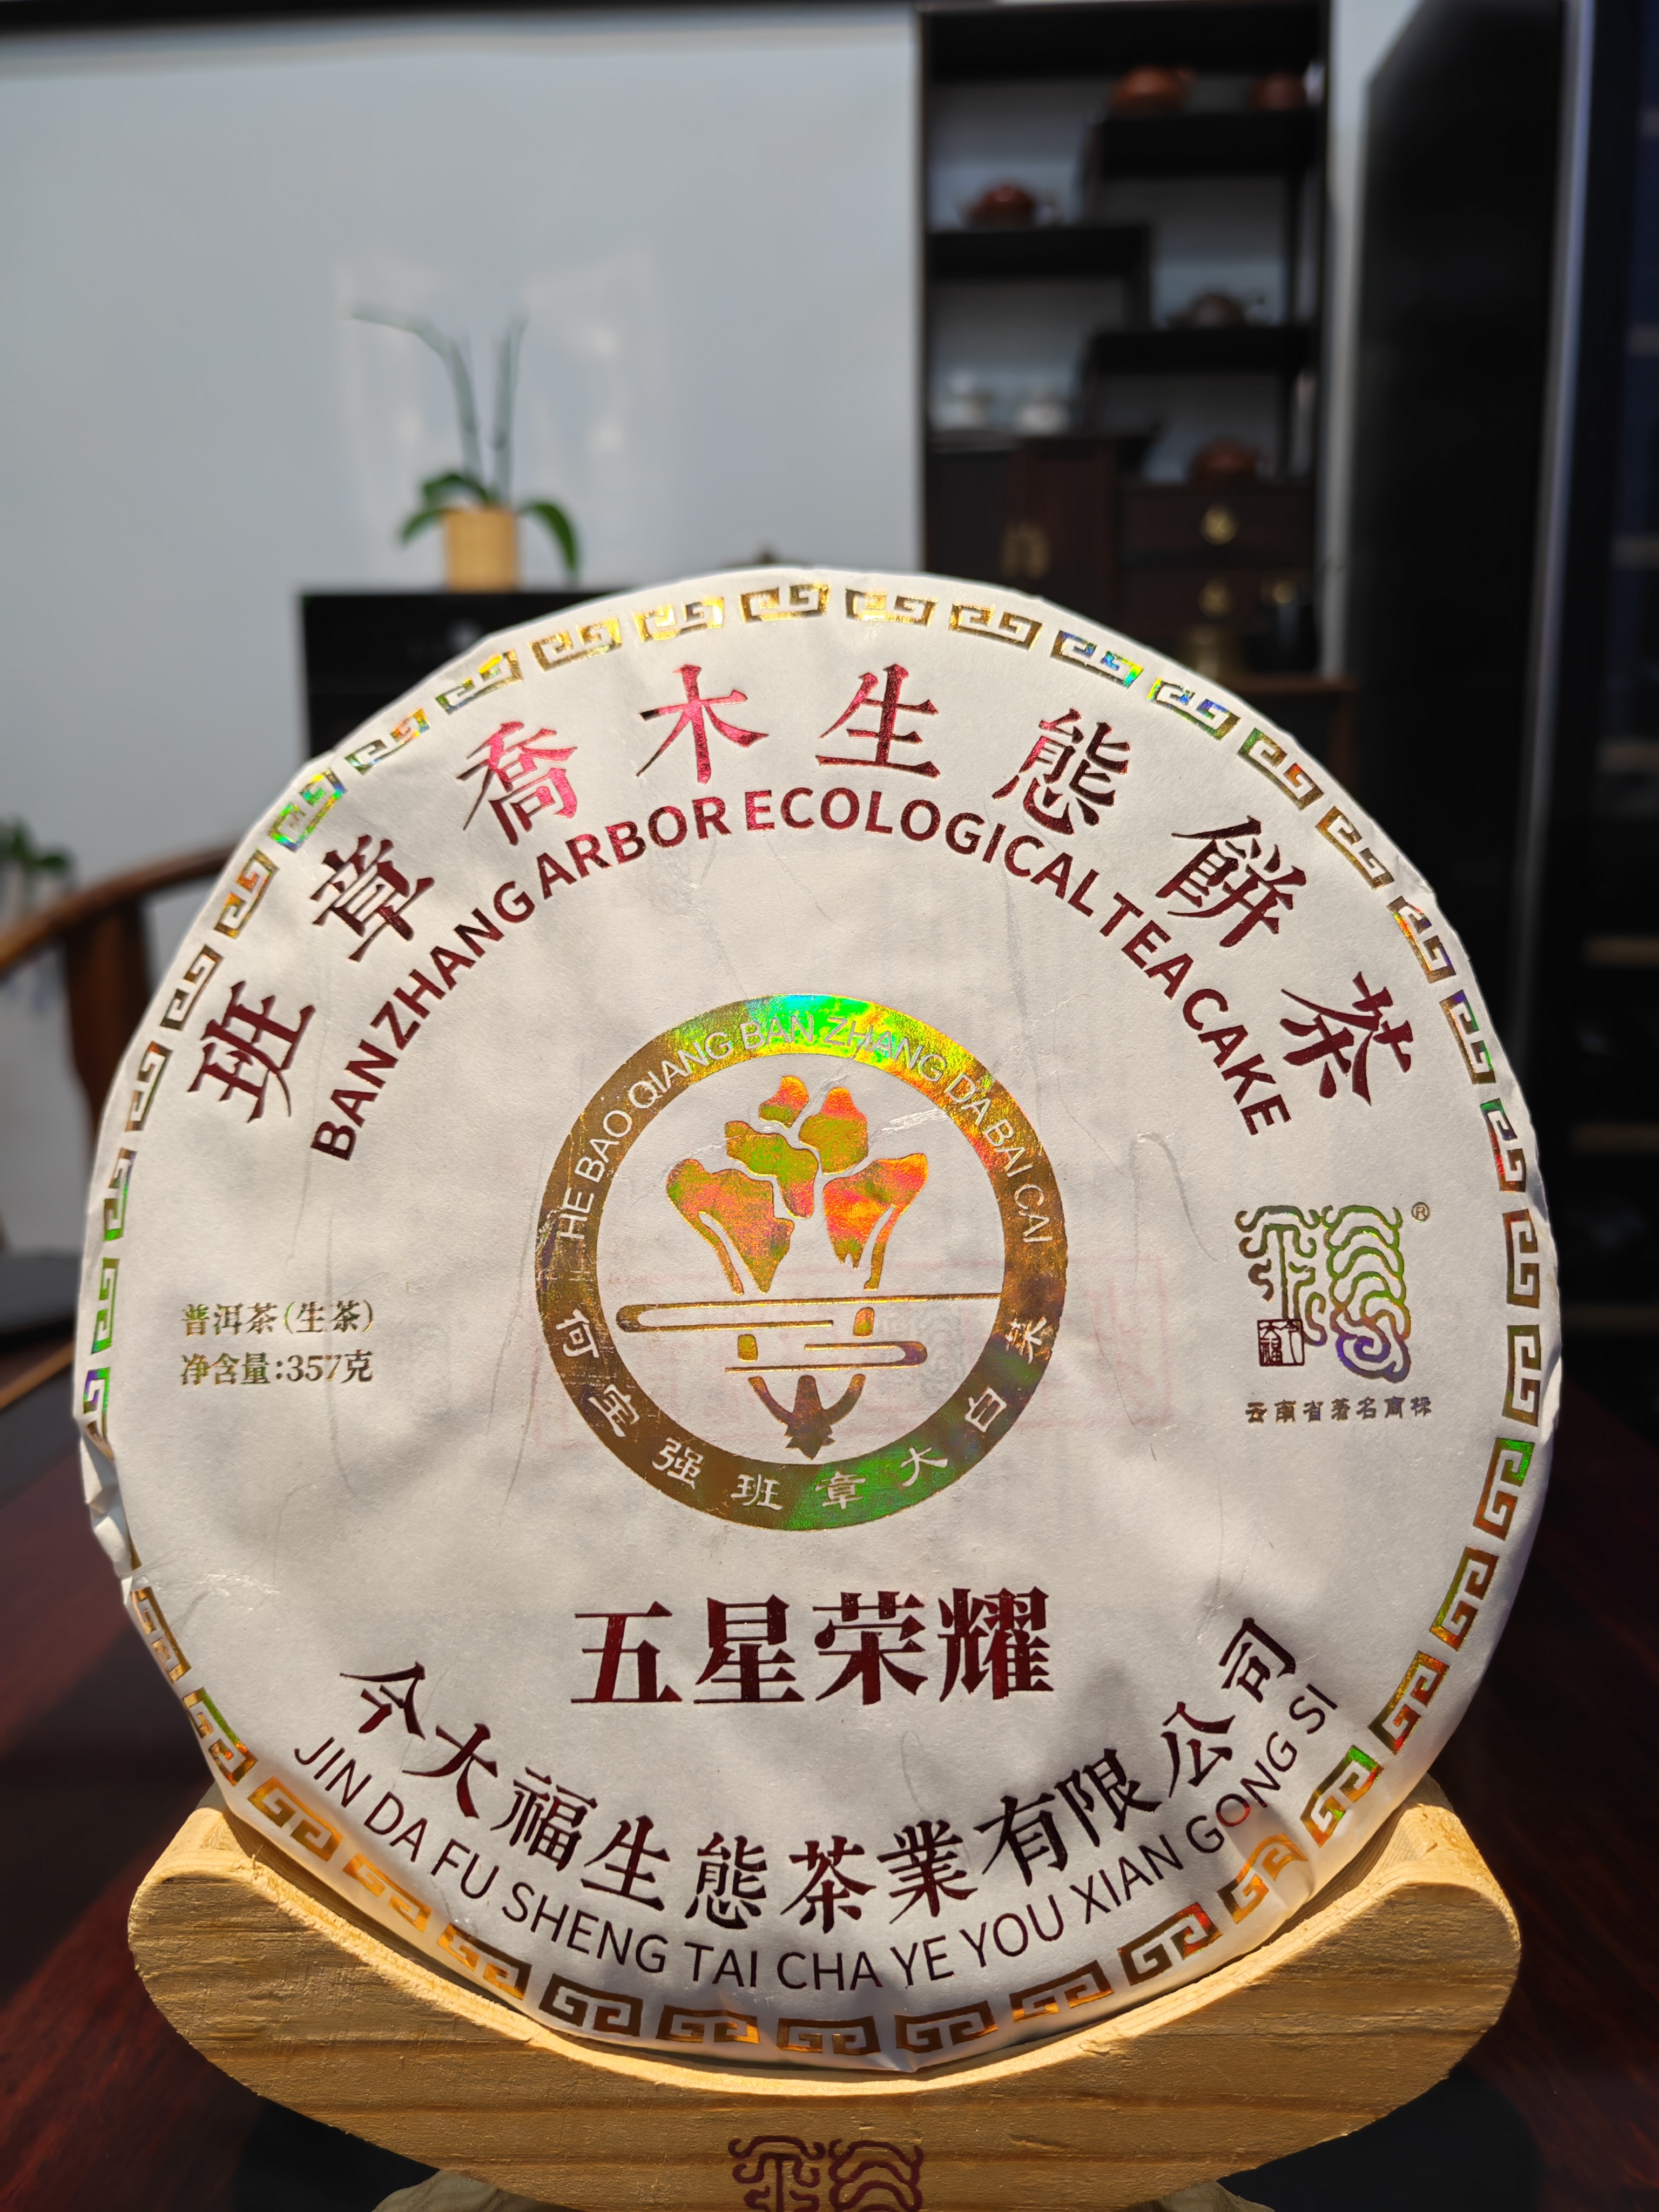 班章喬木生態餅茶
BANZHANG ARBOR ECOLOGICAL TEA CAKE
HE BAO QIANG BAN ZHANG DA BAI CAI
何宝强班章大白菜
普洱茶(生茶)
净含量:357克
®
云南省著名商标
五星荣耀
今大福生態茶業有限公司
JIN DA FU SHENG TAI CHA YE YOU XIAN GONG SI